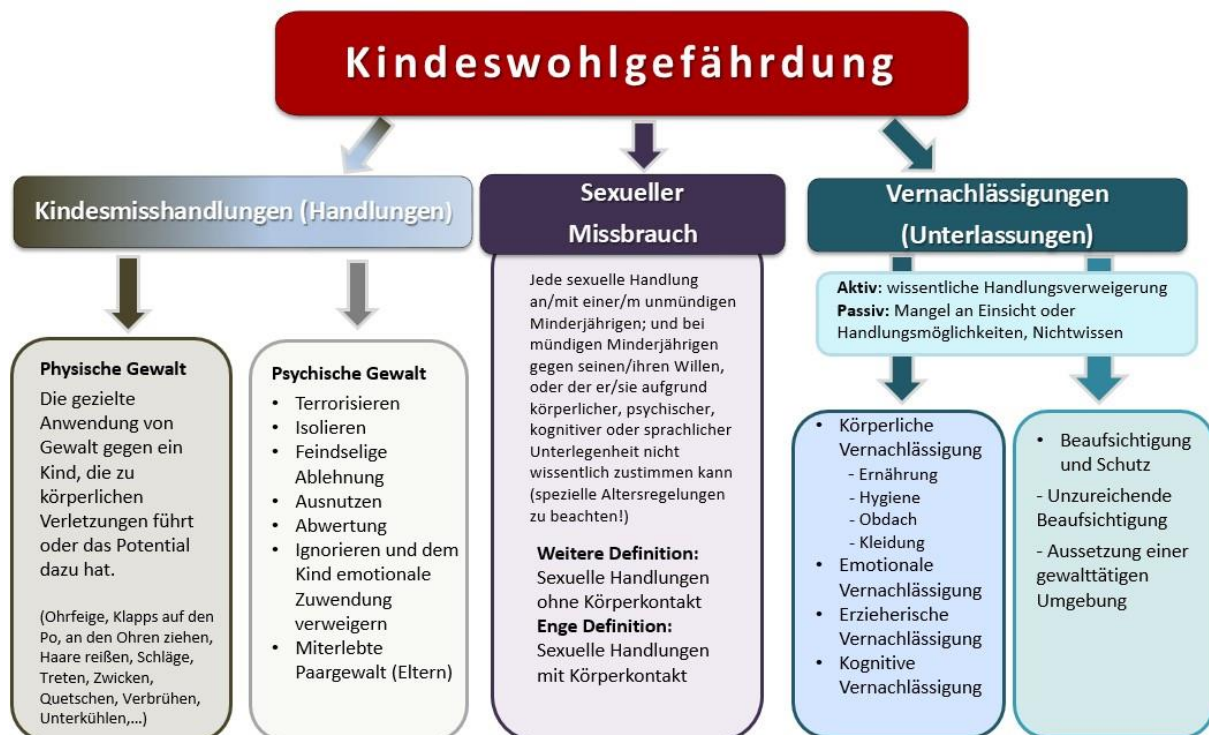 Kindeswohlgefährdung
Kindesmisshandlungen (Handlungen)
Physische Gewalt
Die gezielte
Anwendung von
Gewalt gegen ein
Kind, die zu
körperlichen
Verletzungen führt
oder das Potential
dazu hat.
(Ohrfeige, Klapps auf den
Po, an den Ohren ziehen,
Haare reißen, Schläge,
Treten, Zwicken,
Quetschen, Verbrühen,
Unterkühlen,...)
Psychische Gewalt
• Terrorisieren
• Isolieren
• Feindselige
Ablehnung
• Ausnutzen
• Abwertung
• Ignorieren und dem
Kind emotionale
Zuwendung
verweigern
• Miterlebte
Paargewalt (Eltern)
Sexueller
Missbrauch
Jede sexuelle Handlung
an/mit einer/m unmündigen
Minderjährigen; und bei
mündigen Minderjährigen
gegen seinen/ihren Willen,
oder der er/sie aufgrund
körperlicher, psychischer,
kognitiver oder sprachlicher
Unterlegenheit nicht
wissentlich zustimmen kann
(spezielle Altersregelungen
zu beachten!)
Weitere Definition:
Sexuelle Handlungen
ohne Körperkontakt
Enge Definition:
Sexuelle Handlungen
mit Körperkontakt
Vernachlässigungen
(Unterlassungen)
Aktiv: wissentliche Handlungsverweigerung
Passiv: Mangel an Einsicht oder
Handlungsmöglichkeiten, Nichtwissen
• Körperliche
Vernachlässigung
- Ernährung
- Hygiene
- Obdach
- Kleidung
• Emotionale
Vernachlässigung
• Erzieherische
Vernachlässigung
• Kognitive
Vernachlässigung
• Beaufsichtigung
und Schutz
- Unzureichende
Beaufsichtigung
- Aussetzung einer
gewalttätigen
Umgebung